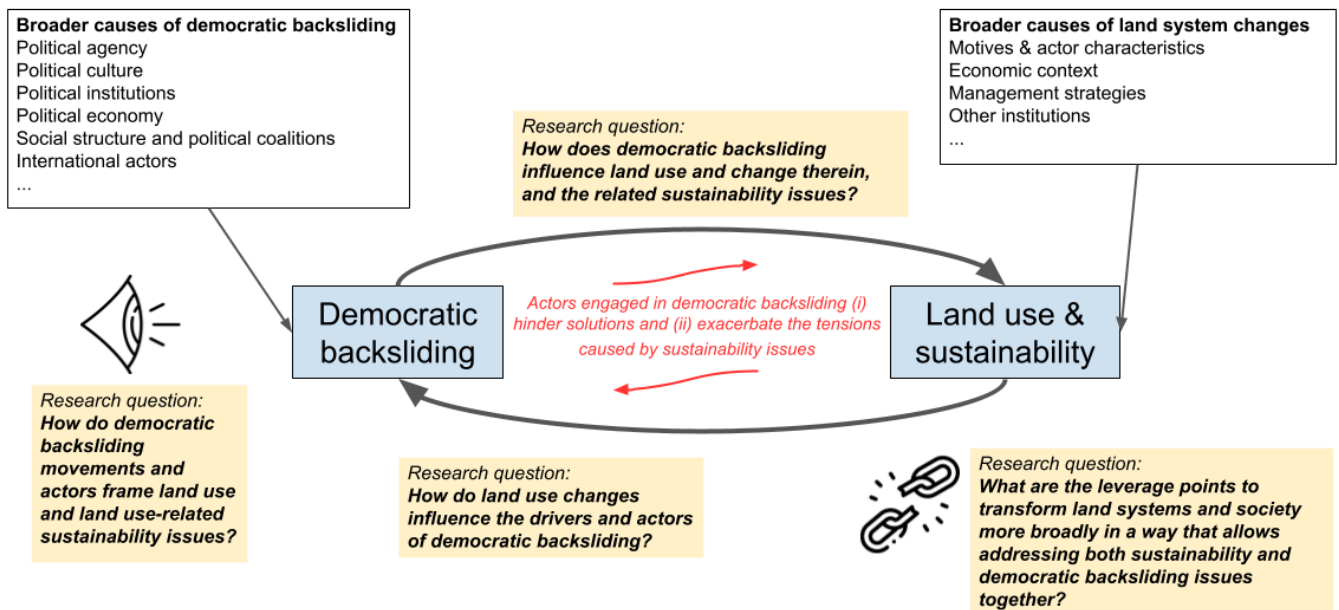 Broader causes of democratic backsliding
Political agency
Political culture
Political institutions
Political economy
Social structure and political coalitions
International actors
...
Broader causes of land system changes
Motives & actor characteristics
Economic context
Management strategies
Other institutions
...
Research question:
How does democratic backsliding
influence land use and change therein,
and the related sustainability issues?
Democratic
backsliding
Actors engaged in democratic backsliding (i)
hinder solutions and (ii) exacerbate the tensions
caused by sustainability issues
Land use &
sustainability
Research question:
How do democratic
backsliding
movements and
actors frame land use
and land use-related
sustainability issues?
Research question:
How do land use changes
influence the drivers and actors
of democratic backsliding?
Research question:
What are the leverage points to
transform land systems and society
more broadly in a way that allows
addressing both sustainability and
democratic backsliding issues
together?